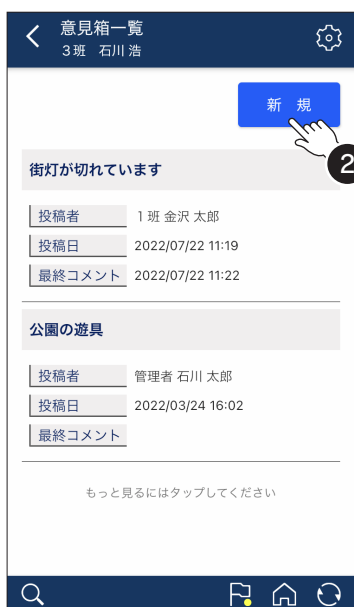 意見箱一覧
3班 石川 浩
新 規
2
街灯が切れています
投稿者 1班 金沢 太郎
投稿日 2022/07/22 11:19
最終コメント 2022/07/22 11:22
公園の遊具
投稿者 管理者 石川 太郎
投稿日 2022/03/24 16:02
最終コメント
もっと見るにはタップしてください